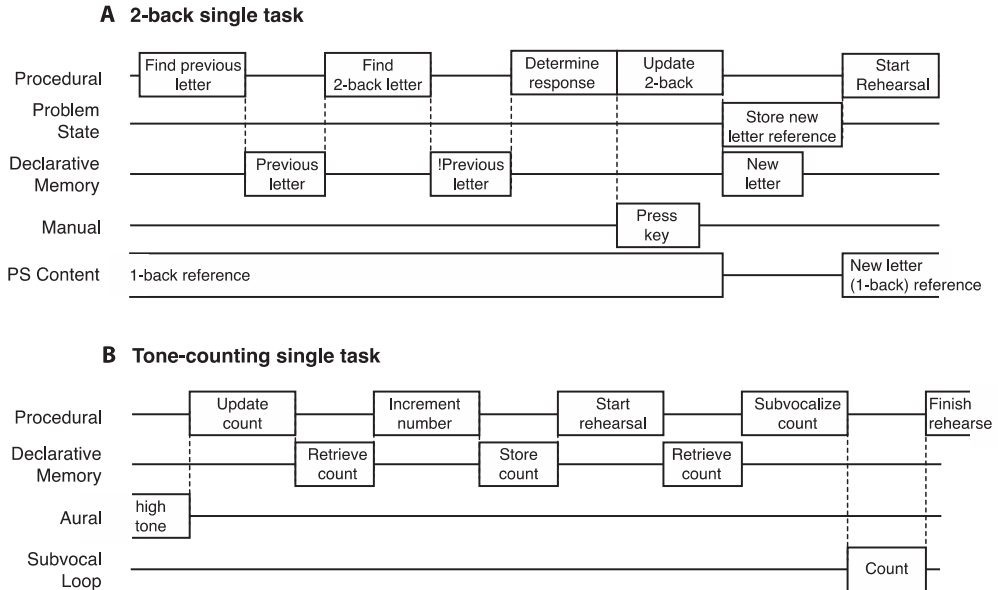 A 2-back single task
Procedural
Find previous
letter
Find
2-back letter
Determine
response
Update
2-back
Start
Rehearsal
Problem
State
Store new
letter reference
Declarative
Memory
Previous
letter
!Previous
letter
New
letter
Manual
Press
key
PS Content
1-back reference
New letter
(1-back) reference
B Tone-counting single task
Procedural
Update
count
Increment
number
Start
rehearsal
Subvocalize
count
Finish
rehearse
Declarative
Memory
Retrieve
count
Store
count
Retrieve
count
Aural
high
tone
Subvocal
Loop
Count